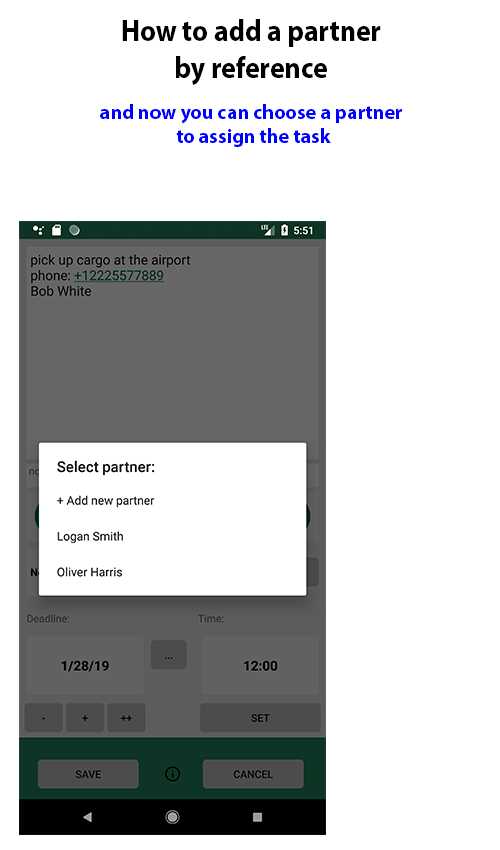 How to add a partner
by reference
and now you can choose a partner
to assign the task
LTE 5:51
pick up cargo at the airport
phone: +12225577889
Bob White
Select partner:
+ Add new partner
Logan Smith
Oliver Harris
Deadline:
Time:
1/28/19
...
12:00
-
+
++
SET
SAVE
CANCEL